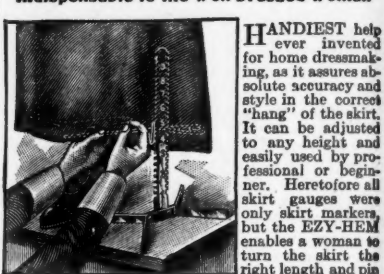 HANDIEST help
ever invented
for home dressmak-
ing, as it assures ab-
solute accuracy and
style in the correct
"hang" of the skirt.
It can be adjusted
to any height and
easily used by pro-
fessional or begin-
ner. Heretofore all
skirt gauges were
only skirt markers,
but the EZY-HEM
enables a woman to
turn the skirt the
right length and pin